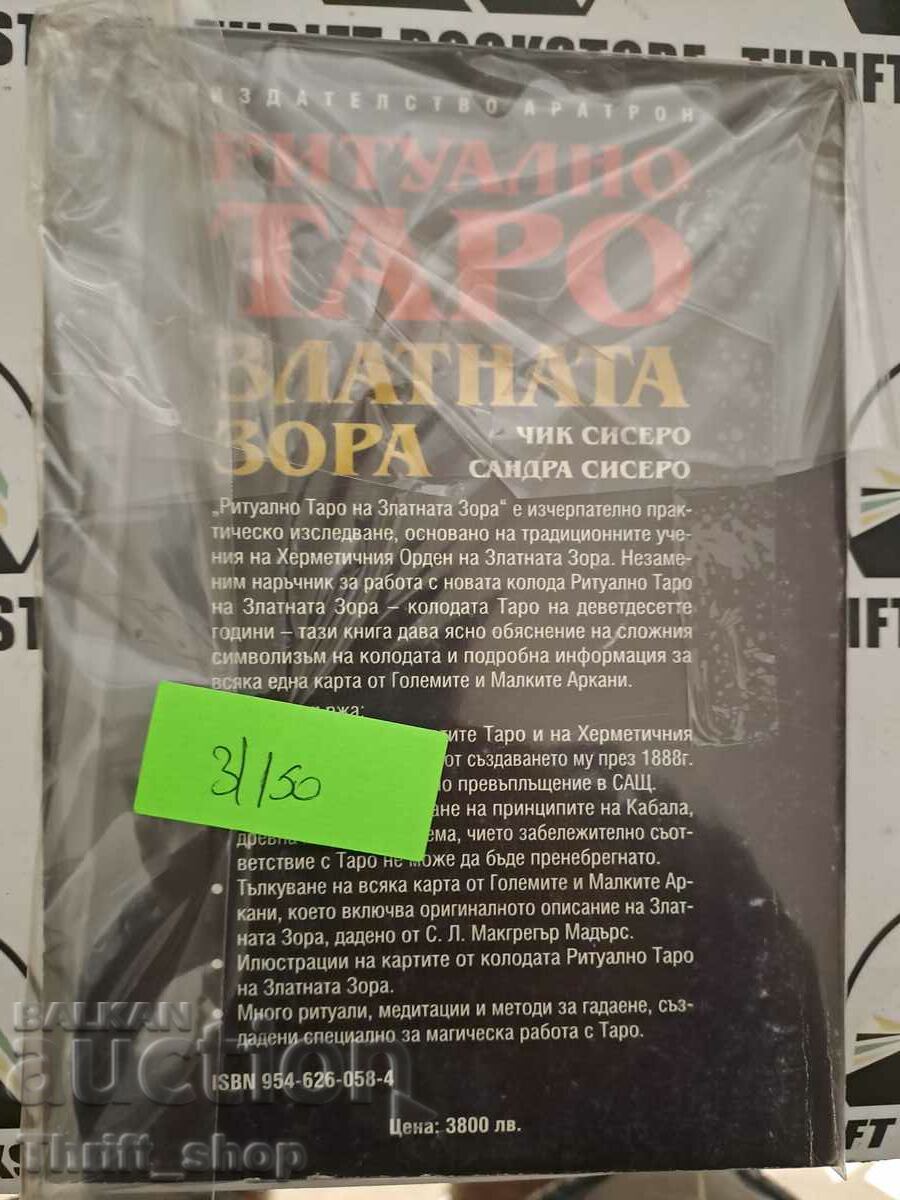 THRIFT BOOKSTORE
THRIFT
ИЗДАТЕЛСТВО АРАТРОН
РИТУАЛНО
ТАРО
ЗЛАТНАТА
ЗОРА
ЧИК СИСЕРО
САНДРА СИСЕРО
„Ритуално Таро на Златната Зора“ е изчерпателно прак-
тическо изследване, основано на традиционните уче-
ния на Херметичния Орден на Златната Зора. Незаме-
ним наръчник за работа с новата колода Ритуално Таро
на Златната Зора – колодата Таро на деветдесетте
години – тази книга дава ясно обяснение на сложния
символизъм на колодата и подробна информация за
всяка една карта от Големите и Малките Аркани.
Таро и на Херметичния
от създаването му през 1888г.
превъплъщение в САЩ.
на принципите на Кабала,
чието забележително съот-
ветствие с Таро не може да бъде пренебрегнато.
• Тълкуване на всяка карта от Големите и Малките Ар-
кани, което включва оригиналното описание на Злат-
ната Зора, дадено от С. Л. Макгрегър Мадърс.
• Илюстрации на картите от колодата Ритуално Таро
на Златната Зора.
• Много ритуали, медитации и методи за гадаене, съз-
дадени специално за магическа работа с Таро.
ISBN 954-626-058-4
Цена: 3800 лв.
31/150
BALKAN
auction
Thrift_shop